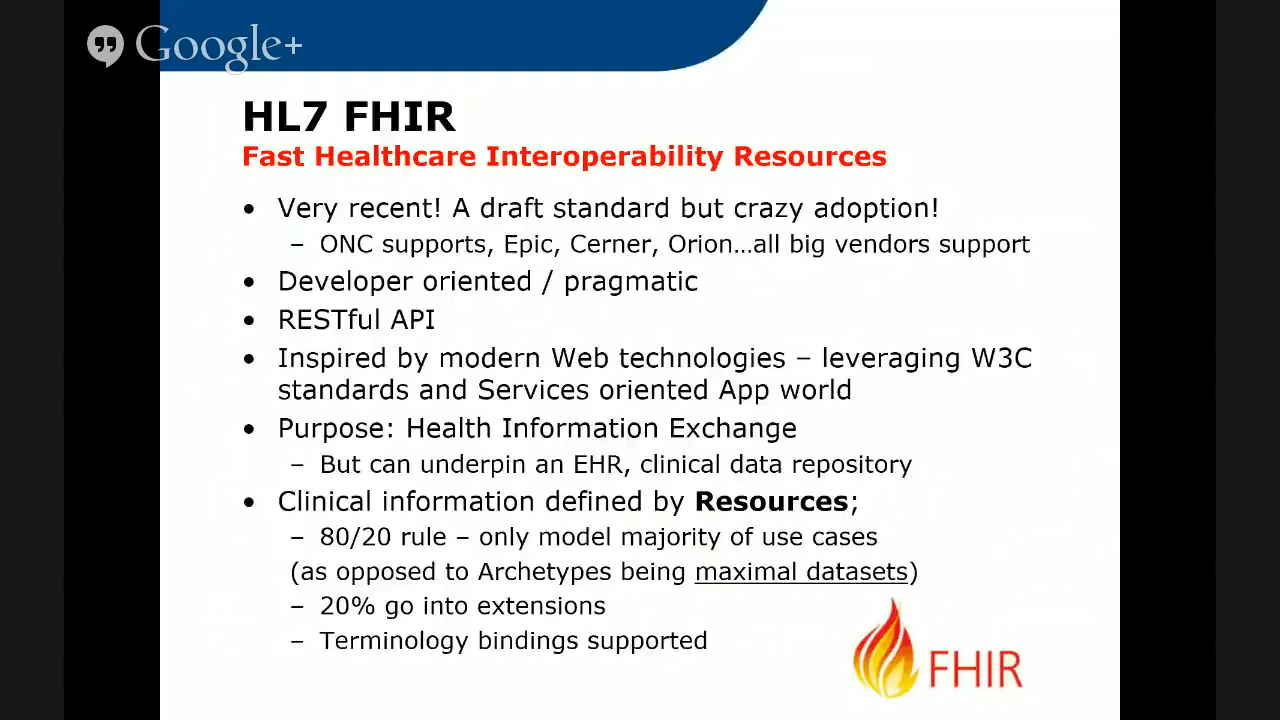 Google+
HL7 FHIR
Fast Healthcare Interoperability Resources
• Very recent! A draft standard but crazy adoption!
– ONC supports, Epic, Cerner, Orion…all big vendors support
• Developer oriented / pragmatic
• RESTful API
• Inspired by modern Web technologies – leveraging W3C
standards and Services oriented App world
• Purpose: Health Information Exchange
– But can underpin an EHR, clinical data repository
• Clinical information defined by Resources;
– 80/20 rule – only model majority of use cases
(as opposed to Archetypes being maximal datasets)
– 20% go into extensions
– Terminology bindings supported
FHIR